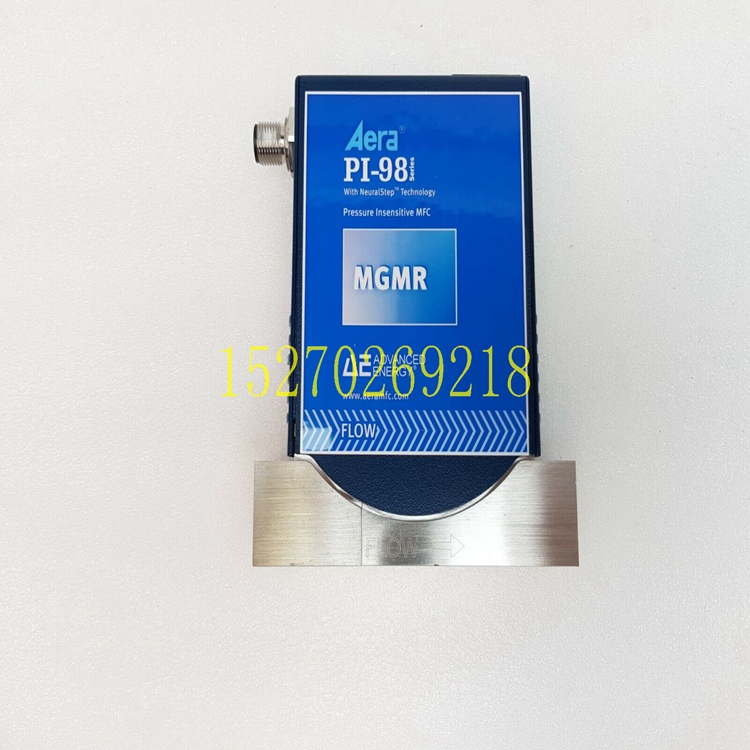 Aera®
PI-98 Series
With NeuralStep™ Technology
Pressure Insensitive MFC
MGMR
15270269218
AE ADVANCED
ENERGY®
www.aeramfc.com
FLOW
FLOW